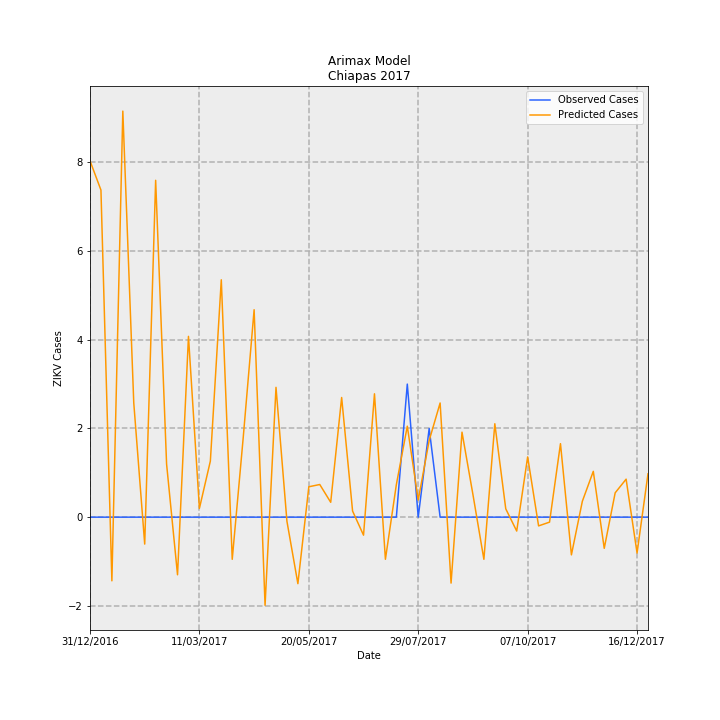 Arimax Model
Chiapas 2017
Observed Cases
Predicted Cases
ZIKV Cases
8
6
4
2
0
−2
31/12/2016
11/03/2017
20/05/2017
29/07/2017
07/10/2017
16/12/2017
Date